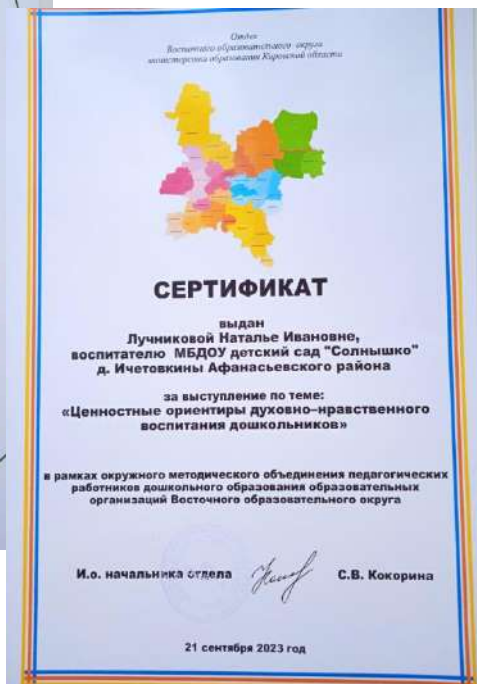 Отдел
Восточного образовательного округа
министерства образования Кировской области
СЕРТИФИКАТ
выдан
Лучниковой Наталье Ивановне,
воспитателю МБДОУ детский сад "Солнышко"
д. Ичетовкины Афанасьевского района
за выступление по теме:
«Ценностные ориентиры духовно–нравственного
воспитания дошкольников»
в рамках окружного методического объединения педагогических
работников дошкольного образования образовательных
организаций Восточного образовательного округа
И.о. начальника отдела С.В. Кокорина
21 сентября 2023 год